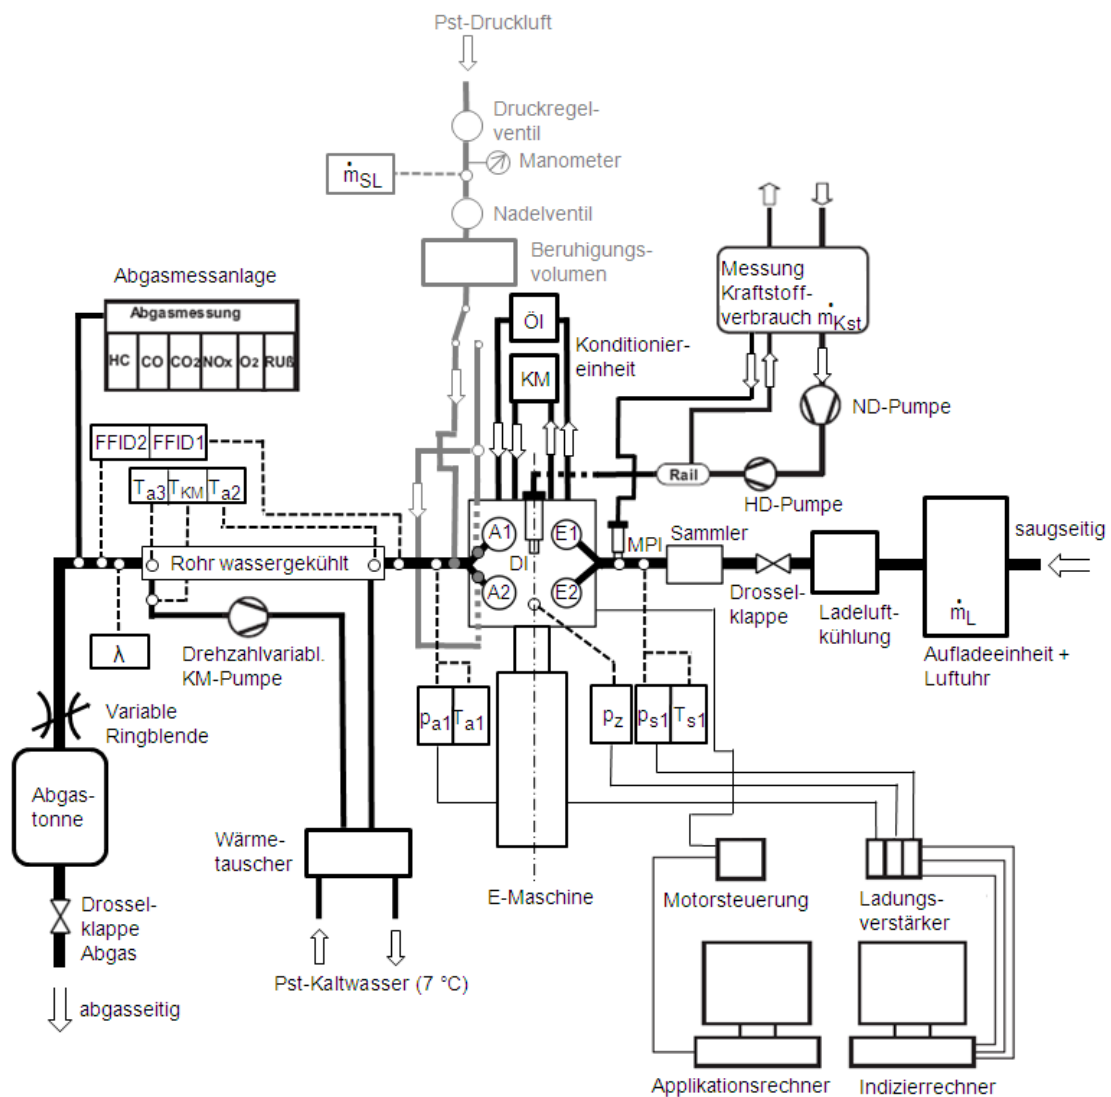 Pst-Druckluft
Druckregel-
ventil
Manometer
ṁSL
Nadelventil
Beruhigungs-
volumen
Abgasmessanlage
Abgasmessung
HC CO CO2 NOx O2 RUß
Öl
KM
Konditionier-
einheit
Messung
Kraftstoff-
verbrauch ṁKst
ND-Pumpe
FFID2 FFID1
Ta3 TKM Ta2
Rail
HD-Pumpe
A1
E1
MPI
Sammler
saugseitig
Rohr wassergekühlt
DI
A2
E2
Drossel-
klappe
Ladeluft-
kühlung
ṁL
Aufladeeinheit +
Luftuhr
λ
Drehzahlvariabl.
KM-Pumpe
Variable
Ringblende
pa1 Ta1
pz
ps1 Ts1
Abgas-
tonne
Wärme-
tauscher
E-Maschine
Motorsteuerung
Ladungs-
verstärker
Drossel-
klappe
Abgas
Pst-Kaltwasser (7 °C)
abgasseitig
Applikationsrechner
Indizierrechner